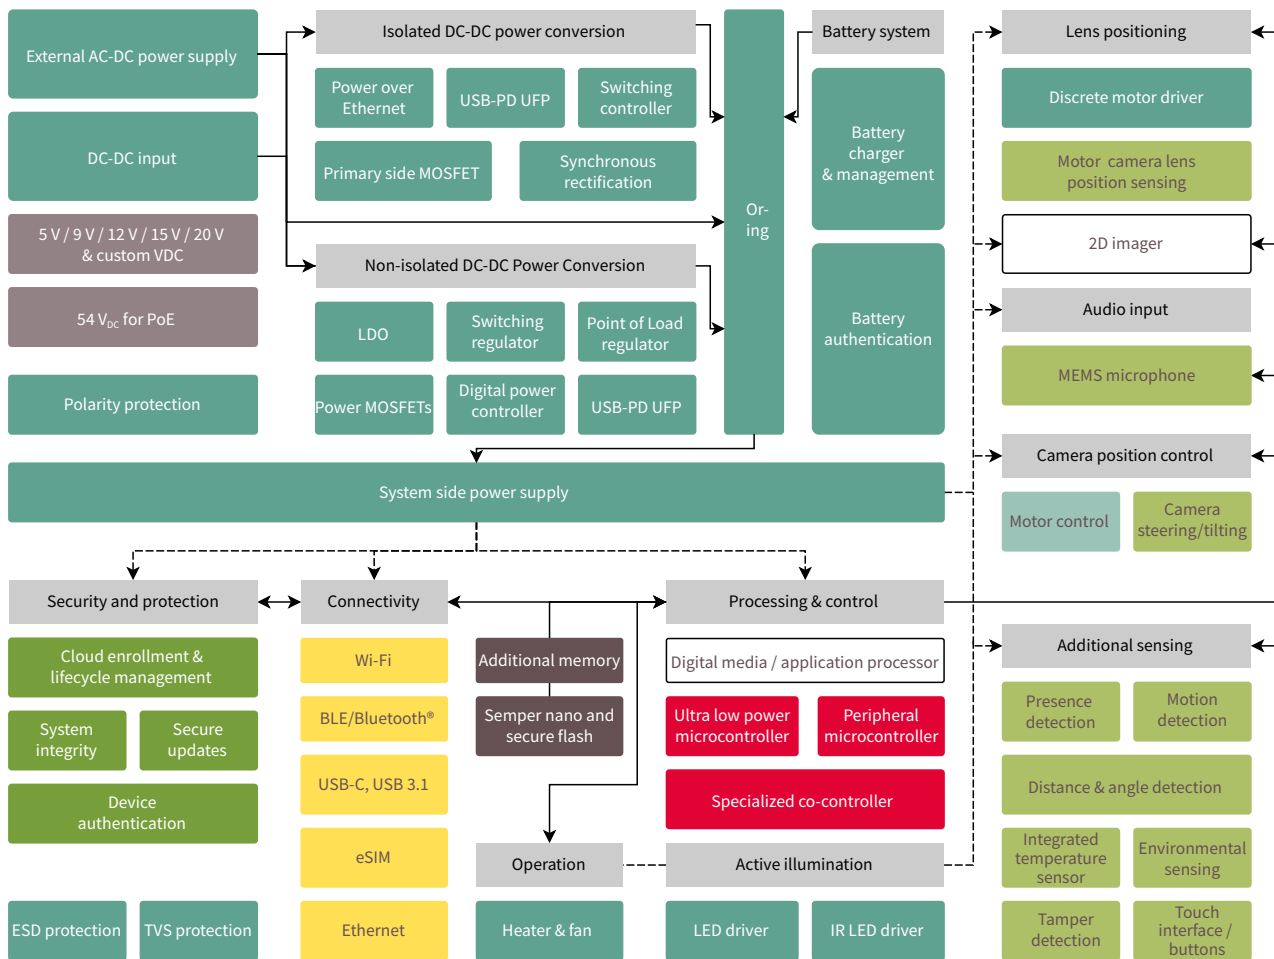 External AC-DC power supply
DC-DC input
5 V / 9 V / 12 V / 15 V / 20 V
& custom VDC
54 VDC for PoE
Polarity protection
Isolated DC-DC power conversion
Power over
Ethernet
USB-PD UFP
Switching
controller
Primary side MOSFET
Synchronous
rectification
Non-isolated DC-DC Power Conversion
LDO
Switching
regulator
Point of Load
regulator
Power MOSFETs
Digital power
controller
USB-PD UFP
Or-
ing
Battery system
Battery
charger
& management
Battery
authentication
System side power supply
Lens positioning
Discrete motor driver
Motor camera lens
position sensing
2D imager
Audio input
MEMS microphone
Camera position control
Motor control
Camera
steering/tilting
Security and protection
Cloud enrollment &
lifecycle management
System
integrity
Secure
updates
Device
authentication
ESD protection
TVS protection
Connectivity
Wi-Fi
BLE/Bluetooth®
USB-C, USB 3.1
eSIM
Ethernet
Additional memory
Semper nano and
secure flash
Operation
Heater & fan
Processing & control
Digital media / application processor
Ultra low power
microcontroller
Peripheral
microcontroller
Specialized co-controller
Active illumination
LED driver
IR LED driver
Additional sensing
Presence
detection
Motion
detection
Distance & angle detection
Integrated
temperature
sensor
Environmental
sensing
Tamper
detection
Touch
interface /
buttons